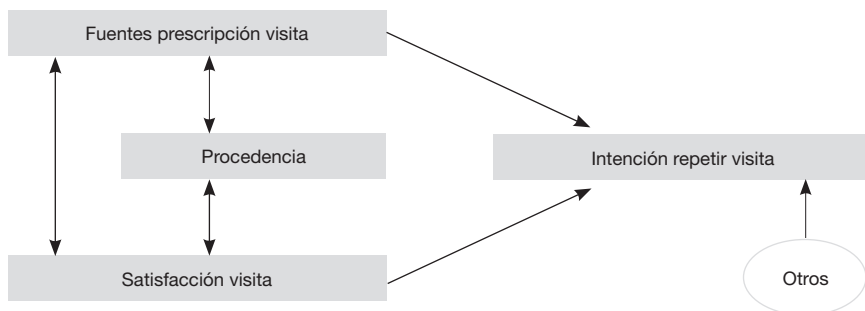 Fuentes prescripción visita
Procedencia
Intención repetir visita
Satisfacción visita
Otros